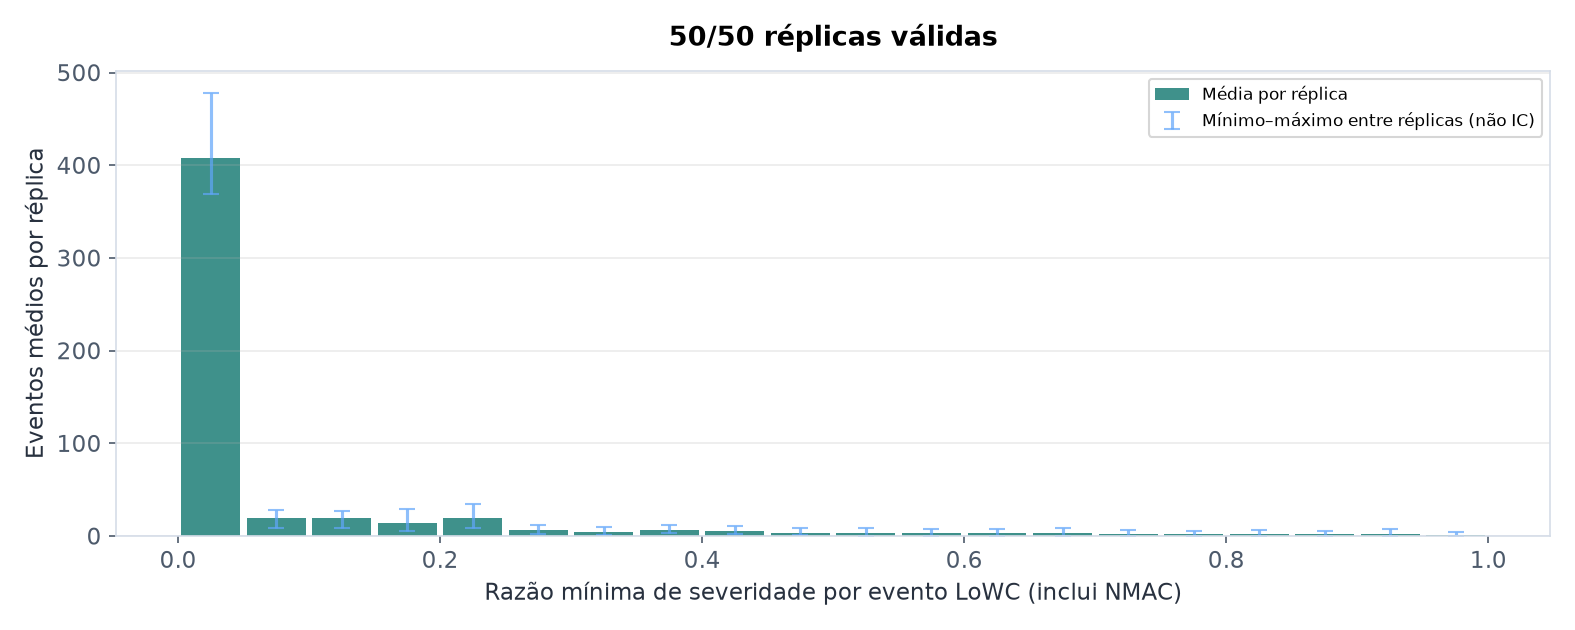 50/50 réplicas válidas
Média por réplica
Mínimo–máximo entre réplicas (não IC)
Eventos médios por réplica
500
400
300
200
100
0
0.0 0.2 0.4 0.6 0.8 1.0
Razão mínima de severidade por evento LoWC (inclui NMAC)